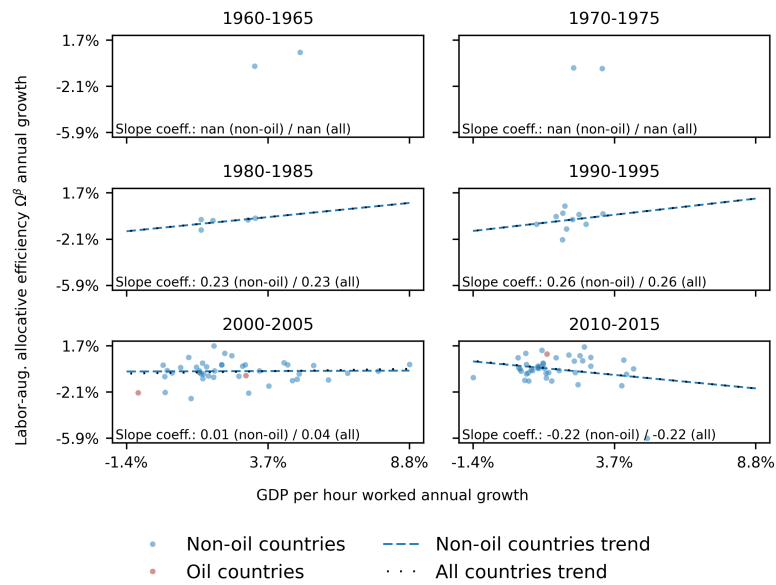 1960-1965
1970-1975
1.7%
-2.1%
-5.9%
Slope coeff.: nan (non-oil) / nan (all)
Slope coeff.: nan (non-oil) / nan (all)
1980-1985
1990-1995
1.7%
-2.1%
-5.9%
Slope coeff.: 0.23 (non-oil) / 0.23 (all)
Slope coeff.: 0.26 (non-oil) / 0.26 (all)
2000-2005
2010-2015
1.7%
-2.1%
-5.9%
Slope coeff.: 0.01 (non-oil) / 0.04 (all)
Slope coeff.: -0.22 (non-oil) / -0.22 (all)
-1.4%
3.7%
8.8%
-1.4%
3.7%
8.8%
Labor-aug. allocative efficiency Ω^β annual growth
GDP per hour worked annual growth
Non-oil countries
Non-oil countries trend
Oil countries
All countries trend